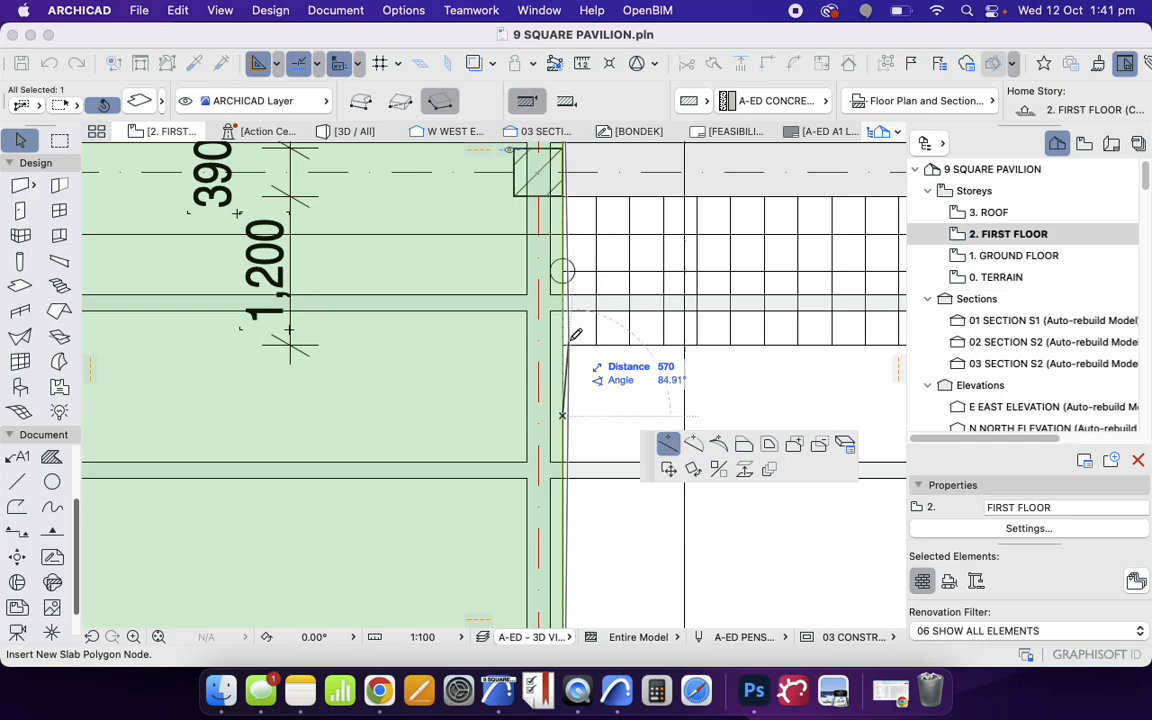 ARCHICAD File Edit View Design Document Options Teamwork Window Help OpenBIM Wed 12 Oct 1:41 pm
9 SQUARE PAVILION.pln
All Selected: 1
ARCHICAD Layer
A-ED CONCRE...
Floor Plan and Section...
Home Story:
2. FIRST FLOOR (C...
[2. FIRST...
[Action Ce...
[3D / All]
W WEST E...
03 SECTI...
[BONDEK]
[FEASIBILI...
[A-ED A1 L...
Design
Document
A1
390
1,200
Distance 570
Angle 84.91°
9 SQUARE PAVILION
Storeys
3. ROOF
2. FIRST FLOOR
1. GROUND FLOOR
0. TERRAIN
Sections
01 SECTION S1 (Auto-rebuild Model
02 SECTION S2 (Auto-rebuild Model
03 SECTION S2 (Auto-rebuild Model
Elevations
E EAST ELEVATION (Auto-rebuild M
N NORTH ELEVATION (Auto-rebuild
Properties
2. FIRST FLOOR
Settings...
Selected Elements:
Renovation Filter:
06 SHOW ALL ELEMENTS
N/A
0.00°
1:100
A-ED - 3D VI...
Entire Model
A-ED PENS...
03 CONSTR...
Insert New Slab Polygon Node.
GRAPHISOFT ID
1
9 SQUARE...
Ps